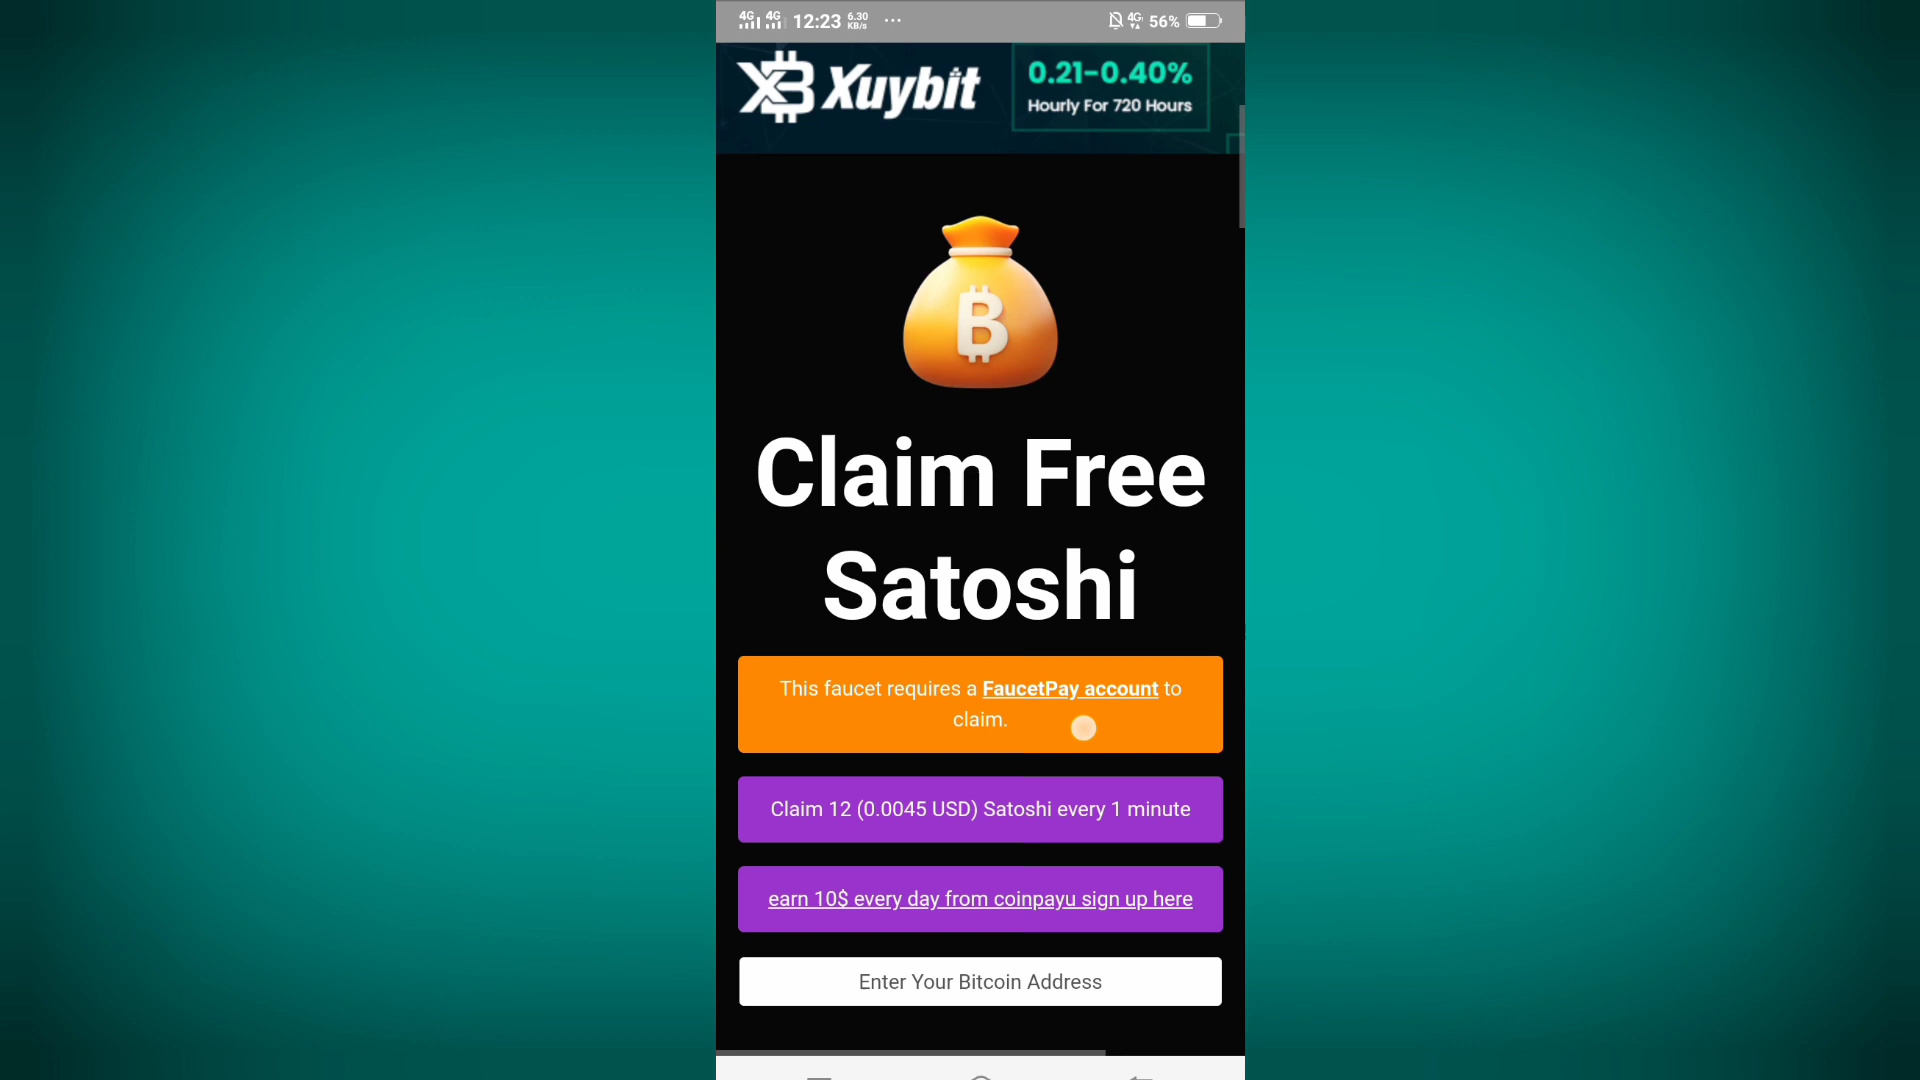 4G 4G 12:23 6.30 KB/s ... 4G 56%
XB Xuybit
0.21-0.40%
Hourly For 720 Hours
B
Claim Free
Satoshi
This faucet requires a FaucetPay account to
claim.
Claim 12 (0.0045 USD) Satoshi every 1 minute
earn 10$ every day from coinpayu sign up here
Enter Your Bitcoin Address